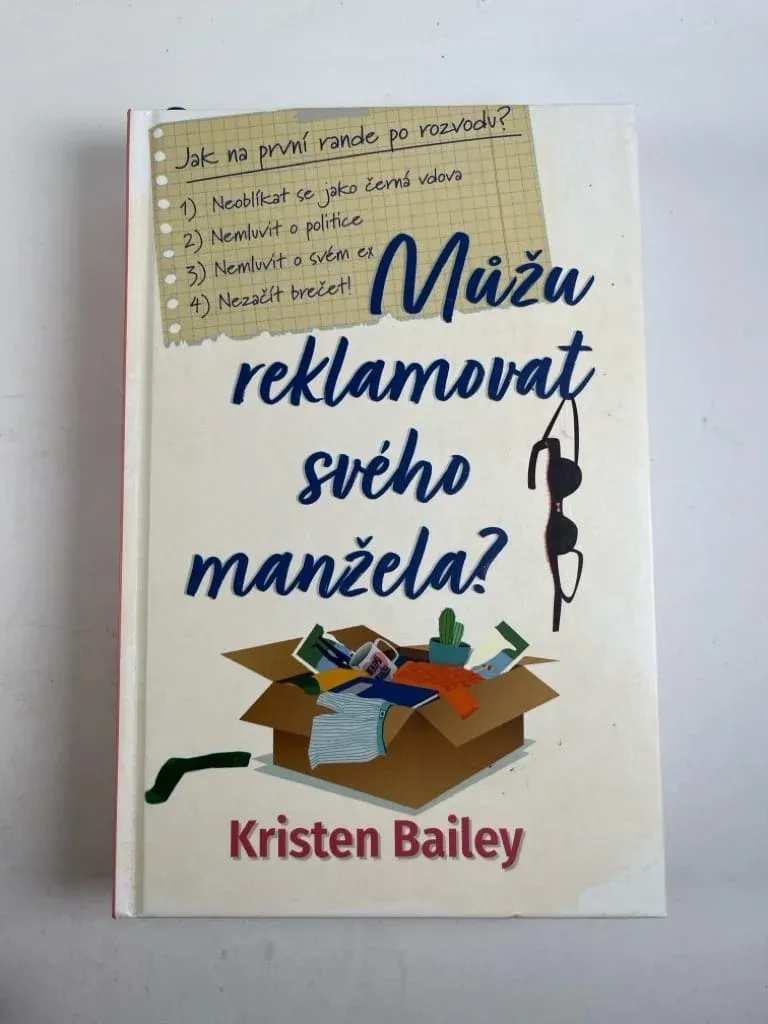 Jak na první rande po rozvodu?
1) Neoblíkat se jako černá vdova
2) Nemluvit o politice
3) Nemluvit o svém ex
4) Nezačít brečet!
Můžu
reklamovat
svého
manžela?
Kristen Bailey